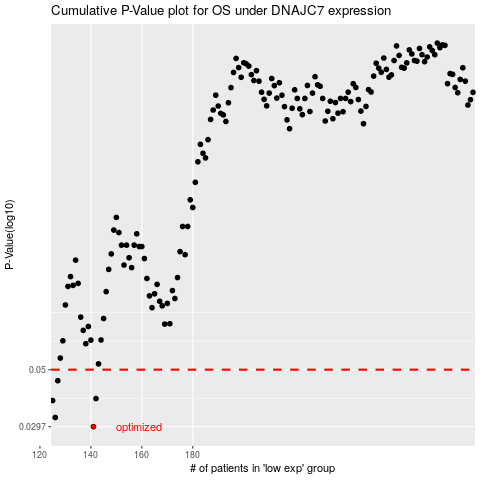 Cumulative P-Value plot for OS under DNAJC7 expression
P-Value(log10)
0.05
0.0297
optimized
120 140 160 180
# of patients in 'low exp' group